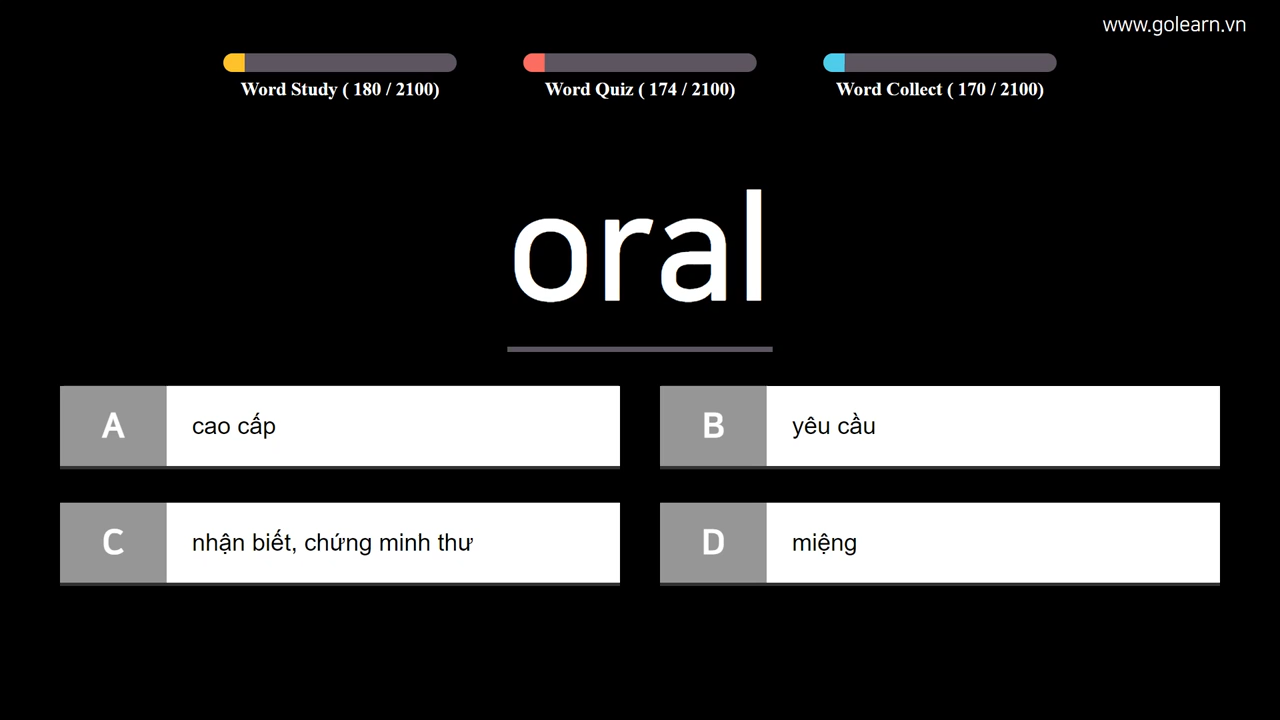 www.golearn.vn
Word Study ( 180 / 2100)
Word Quiz ( 174 / 2100)
Word Collect ( 170 / 2100)
oral
A cao cấp
B yêu cầu
C nhận biết, chứng minh thư
D miệng